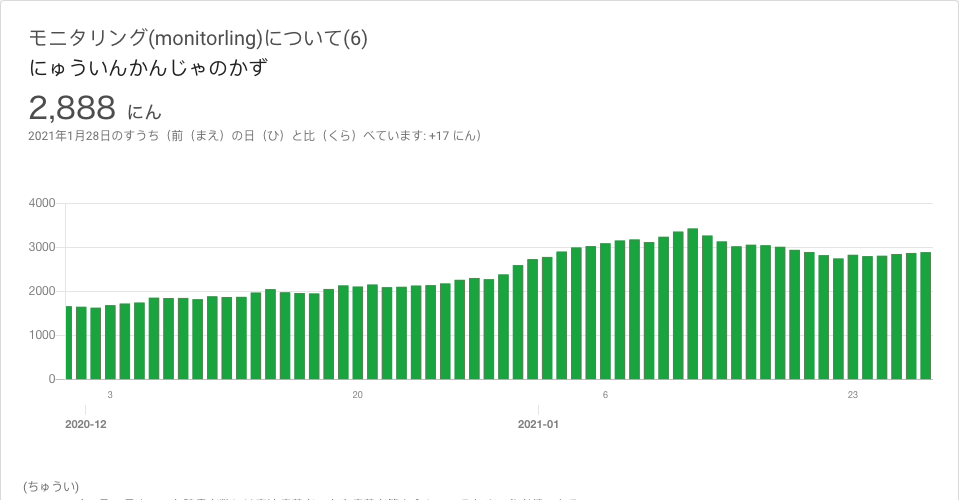 モニタリング(monitorling)について(6)
にゅういんかんじゃのかず
2,888 にん
2021年1月28日のすうち（前（まえ）の日（ひ）と比（くら）べています: +17 にん）
4000
3000
2000
1000
0
3 20 6 23
2020-12 2021-01
(ちゅうい)